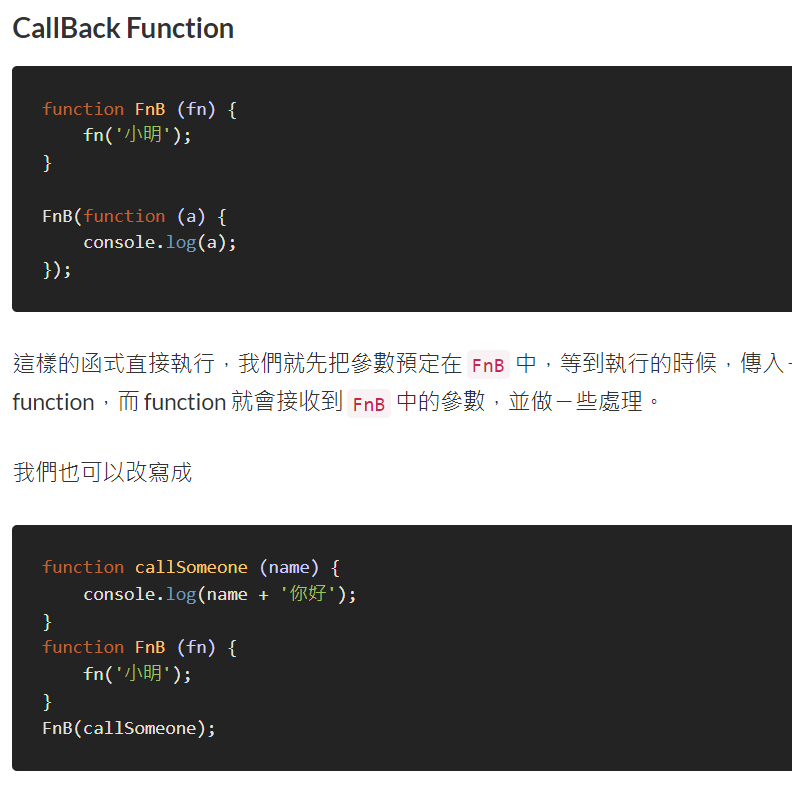 CallBack Function
function FnB (fn) {
    fn('小明');
}
FnB(function (a) {
    console.log(a);
});
這樣的函式直接執行，我們就先把參數預定在 FnB 中，等到執行的時候，傳入
function，而 function 就會接收到 FnB 中的參數，並做一些處理。
我們也可以改寫成
function callSomeone (name) {
    console.log(name + '你好');
}
function FnB (fn) {
    fn('小明');
}
FnB(callSomeone);